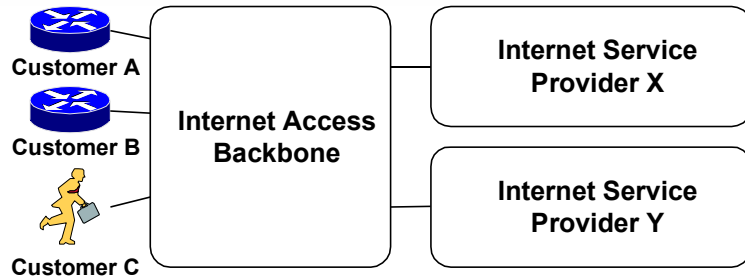 Customer A
Customer B
Customer C
Internet Access
Backbone
Internet Service
Provider X
Internet Service
Provider Y